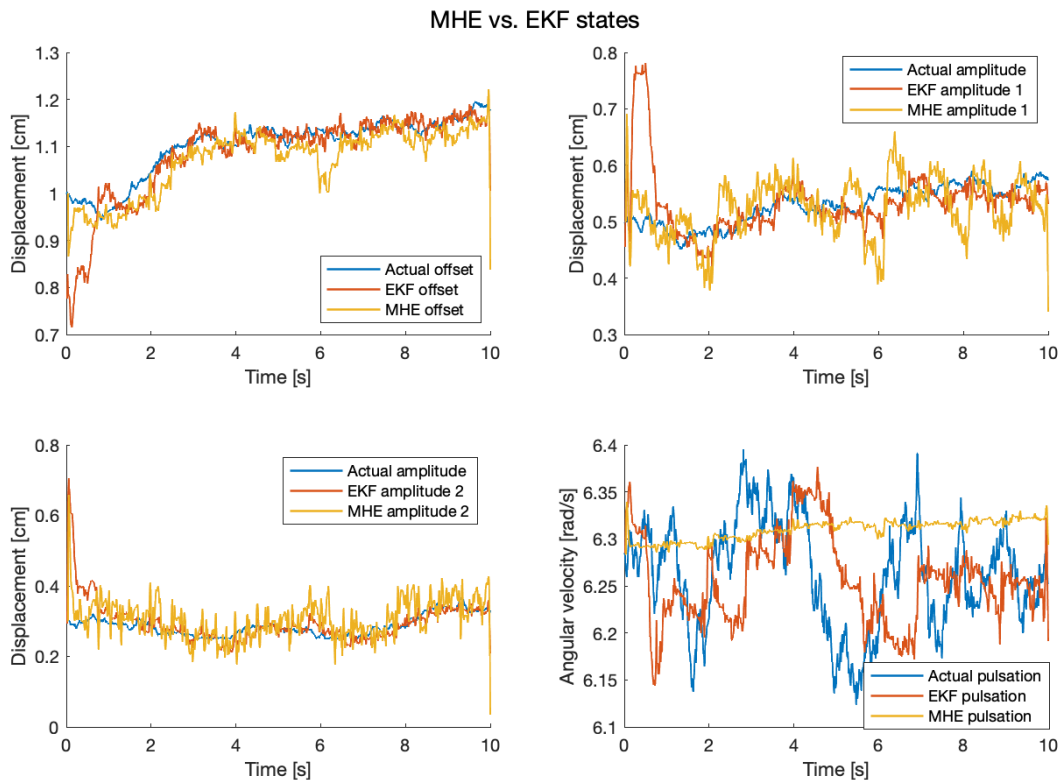 MHE vs. EKF states
Displacement [cm]
1.3
1.2
1.1
1
0.9
0.8
0.7
Actual offset
EKF offset
MHE offset
0 2 4 6 8 10
Time [s]
Displacement [cm]
0.8
0.7
0.6
0.5
0.4
0.3
Actual amplitude
EKF amplitude 1
MHE amplitude 1
0 2 4 6 8 10
Time [s]
Displacement [cm]
0.8
0.6
0.4
0.2
0
Actual amplitude
EKF amplitude 2
MHE amplitude 2
0 2 4 6 8 10
Time [s]
Angular velocity [rad/s]
6.4
6.35
6.3
6.25
6.2
6.15
6.1
Actual pulsation
EKF pulsation
MHE pulsation
0 2 4 6 8 10
Time [s]